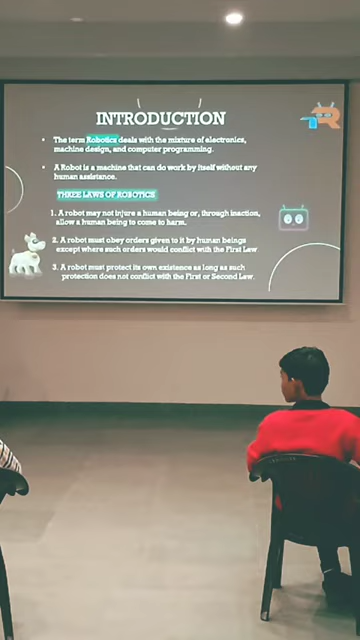 INTRODUCTION
• The term Robotics deals with the mixture of electronics,
machine design, and computer programming.
• A Robot is a machine that can do work by itself without any
human assistance.
THREE LAWS OF ROBOTICS
1. A robot may not injure a human being or, through inaction,
allow a human being to come to harm.
2. A robot must obey orders given to it by human beings
except where such orders would conflict with the First Law
3. A robot must protect its own existence as long as such
protection does not conflict with the First or Second Law.